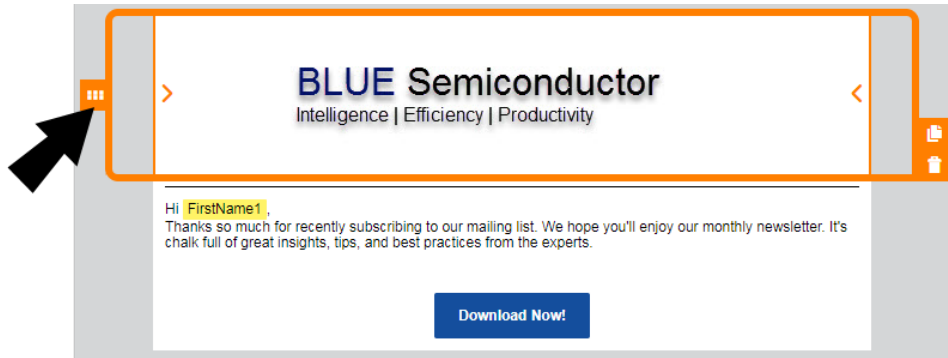 BLUE Semiconductor
Intelligence | Efficiency | Productivity
Hi FirstName1 ,
Thanks so much for recently subscribing to our mailing list. We hope you'll enjoy our monthly newsletter. It's
chalk full of great insights, tips, and best practices from the experts.
Download Now!